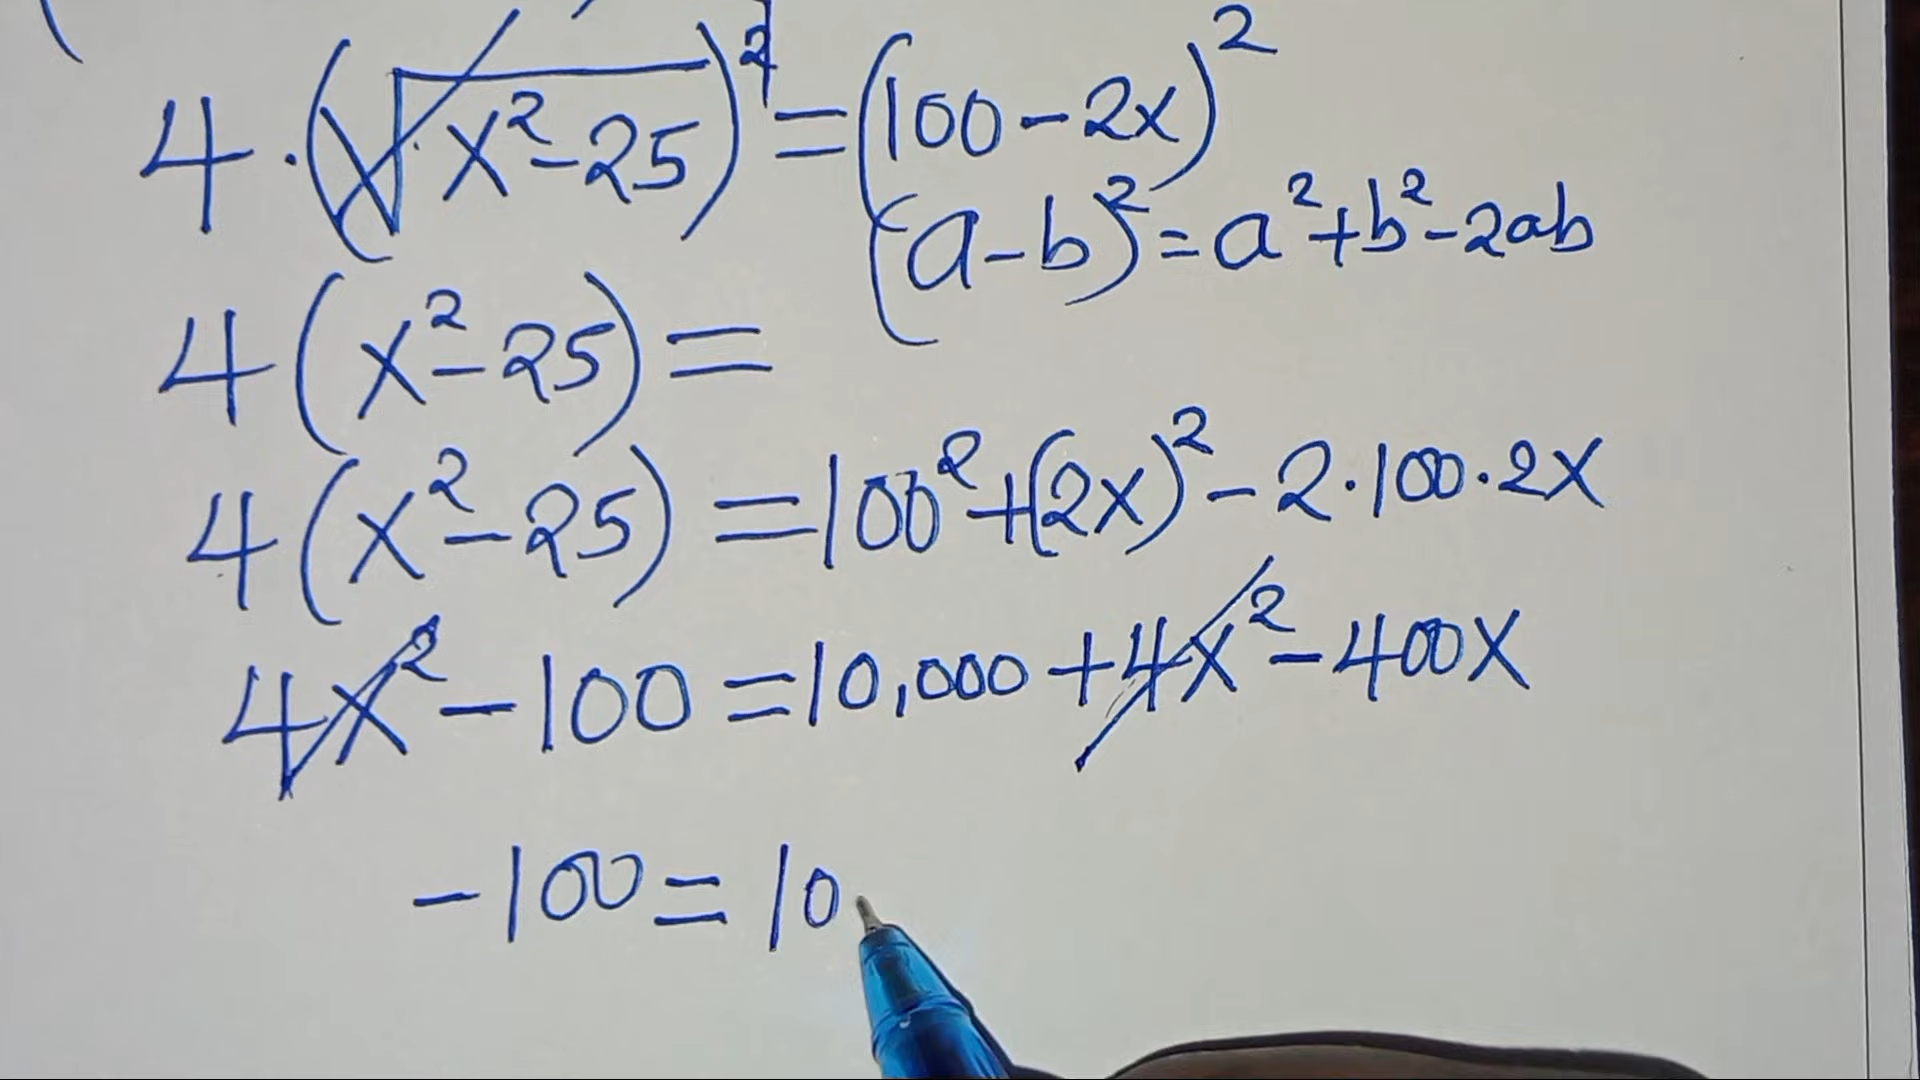 4·(√x²-25)² = (100-2x)²
(a-b)² = a²+b²-2ab
4(x²-25) =
4(x²-25) = 100²+(2x)²-2·100·2x
4x²-100 = 10,000+4x²-400x
-100 = 10